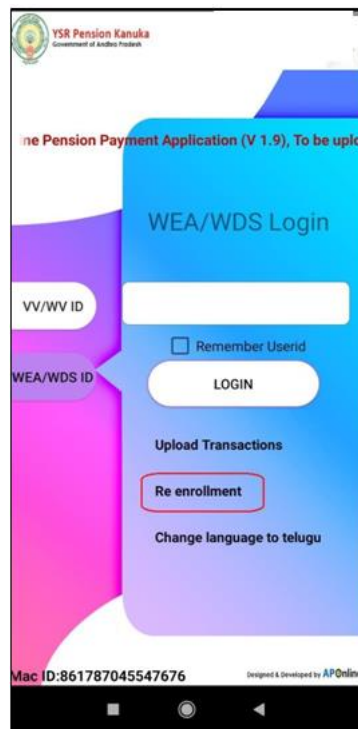 YSR Pension Kanuka
Government of Andhra Pradesh
ne Pension Payment Application (V 1.9), To be uplo
WEA/WDS Login
VV/WV ID
Remember Userid
WEA/WDS ID
LOGIN
Upload Transactions
Re enrollment
Change language to telugu
Mac ID:861787045547676
Designed & Developed by APOnline